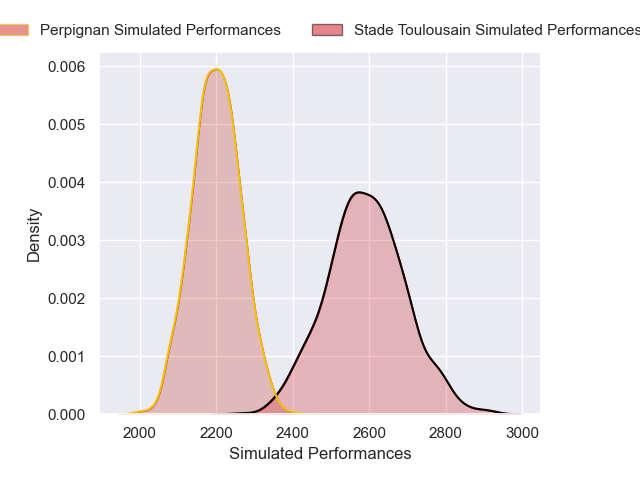 Perpignan Simulated Performances Stade Toulousain Simulated Performances
0.006
0.005
0.004
0.003
0.002
0.001
0.000
Density
2000 2200 2400 2600 2800 3000
Simulated Performances